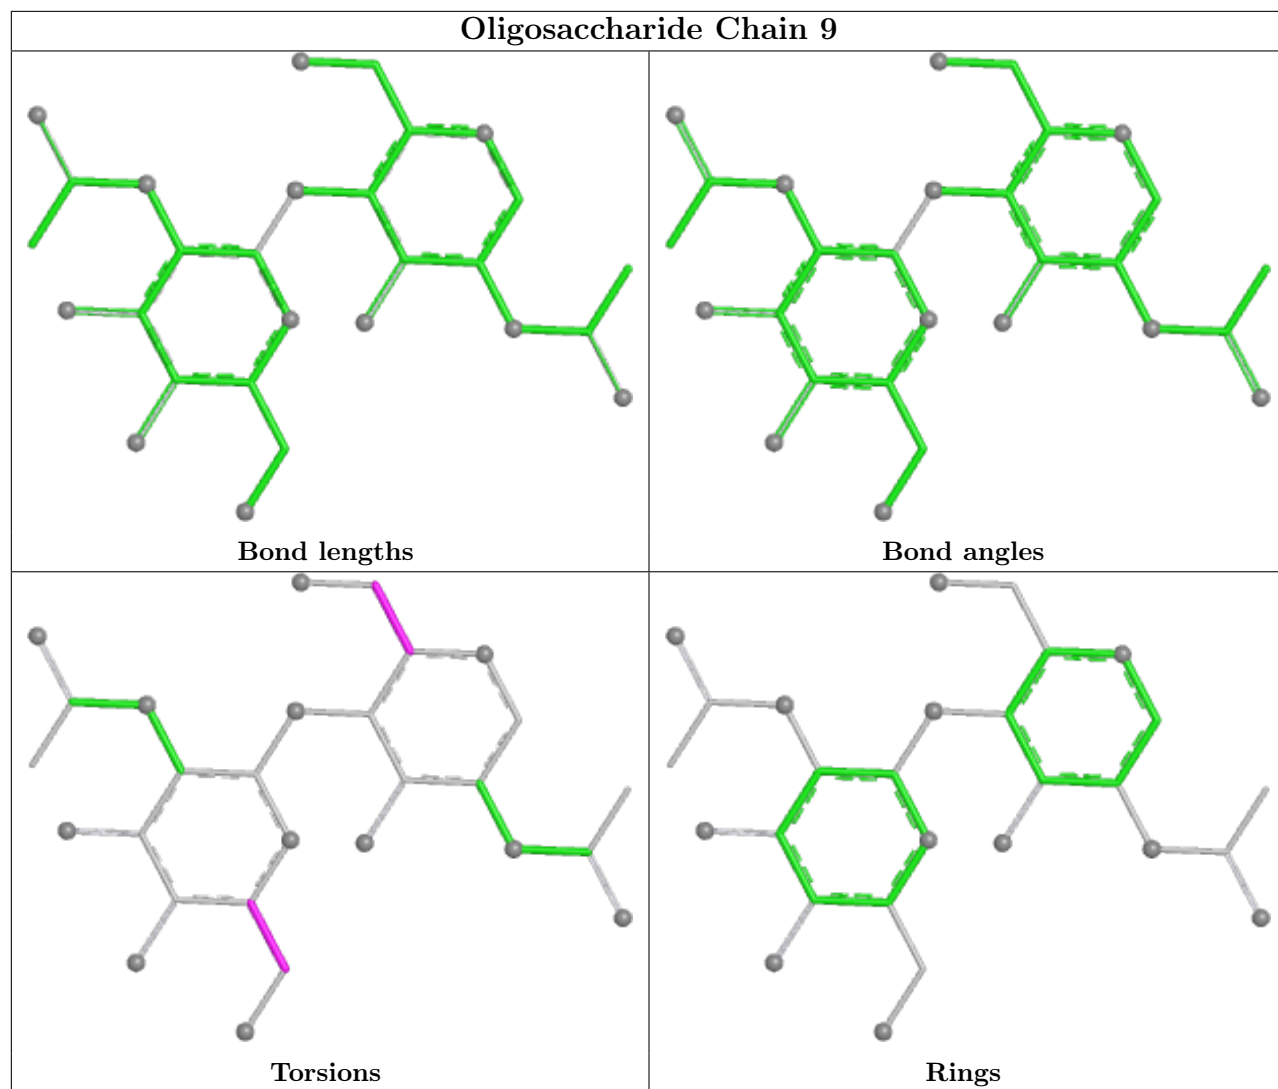 Oligosaccharide Chain 9
Bond lengths
Bond angles
Torsions
Rings